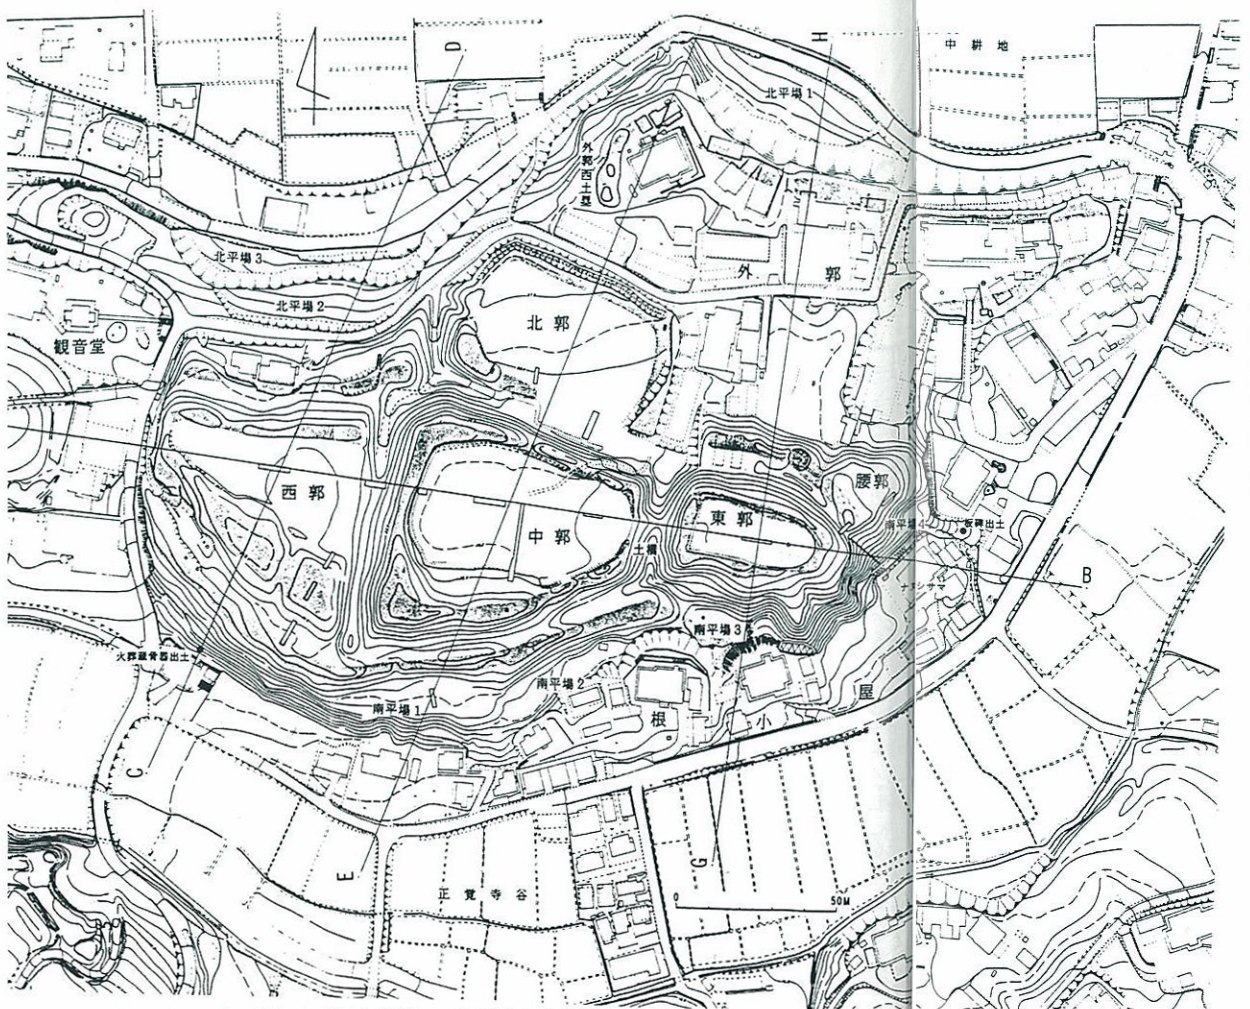 D
H
中耕地
北平場1
外郭西土塁
北平場3
外郭
北平場2
北郭
観音堂
西郭
腰郭
東郭
中郭
南平場4
板碑出土
土橋
B
南平場3
火葬蔵骨器出土
南平場2
南平場1
根小屋
C
G
E
正覚寺谷
0
50M